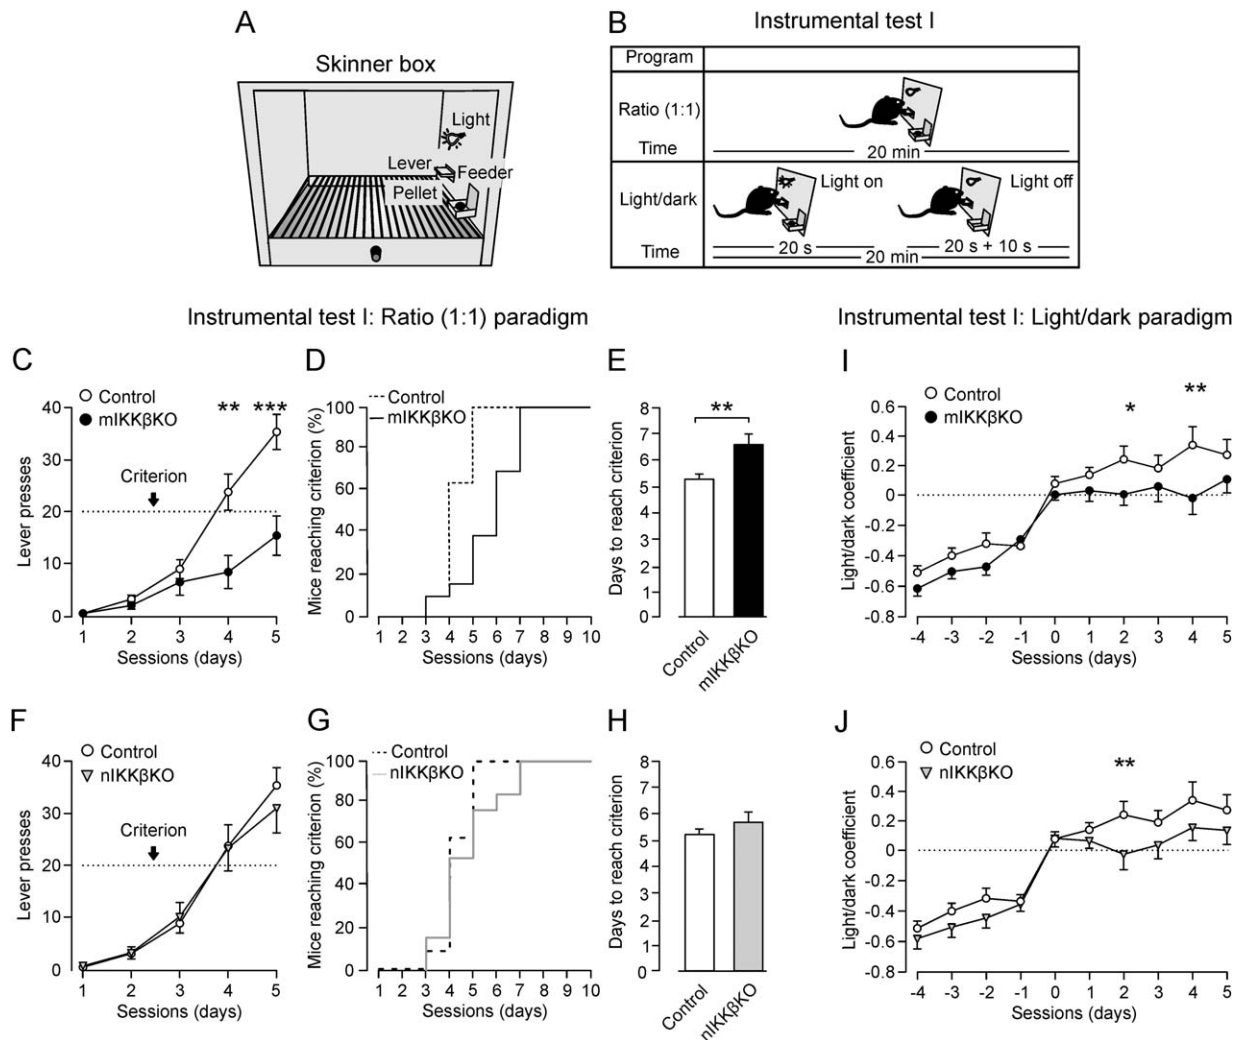 A
Skinner box
Light
Lever
Feeder
Pellet
B
Instrumental test I
Program
Ratio (1:1)
Time
20 min
Light/dark
Light on
Light off
Time
20 s
20 s + 10 s
20 min
Instrumental test I: Ratio (1:1) paradigm
Instrumental test I: Light/dark paradigm
C
Control
mIKKβKO
** ***
Criterion
Lever presses
40
30
20
10
0
1 2 3 4 5
Sessions (days)
D
Control
mIKKβKO
Mice reaching criterion (%)
100
80
60
40
20
0
1 2 3 4 5 6 7 8 9 10
Sessions (days)
E
**
Days to reach criterion
8
7
6
5
4
3
2
1
0
Control
mIKKβKO
I
Control
mIKKβKO
* **
Light/dark coefficient
0.6
0.4
0.2
0
-0.2
-0.4
-0.6
-0.8
-4 -3 -2 -1 0 1 2 3 4 5
Sessions (days)
F
Control
nIKKβKO
Criterion
Lever presses
40
30
20
10
0
1 2 3 4 5
Sessions (days)
G
Control
nIKKβKO
Mice reaching criterion (%)
100
80
60
40
20
0
1 2 3 4 5 6 7 8 9 10
Sessions (days)
H
Days to reach criterion
8
7
6
5
4
3
2
1
0
Control
nIKKβKO
J
Control
nIKKβKO
**
Light/dark coefficient
0.6
0.4
0.2
0
-0.2
-0.4
-0.6
-0.8
-4 -3 -2 -1 0 1 2 3 4 5
Sessions (days)